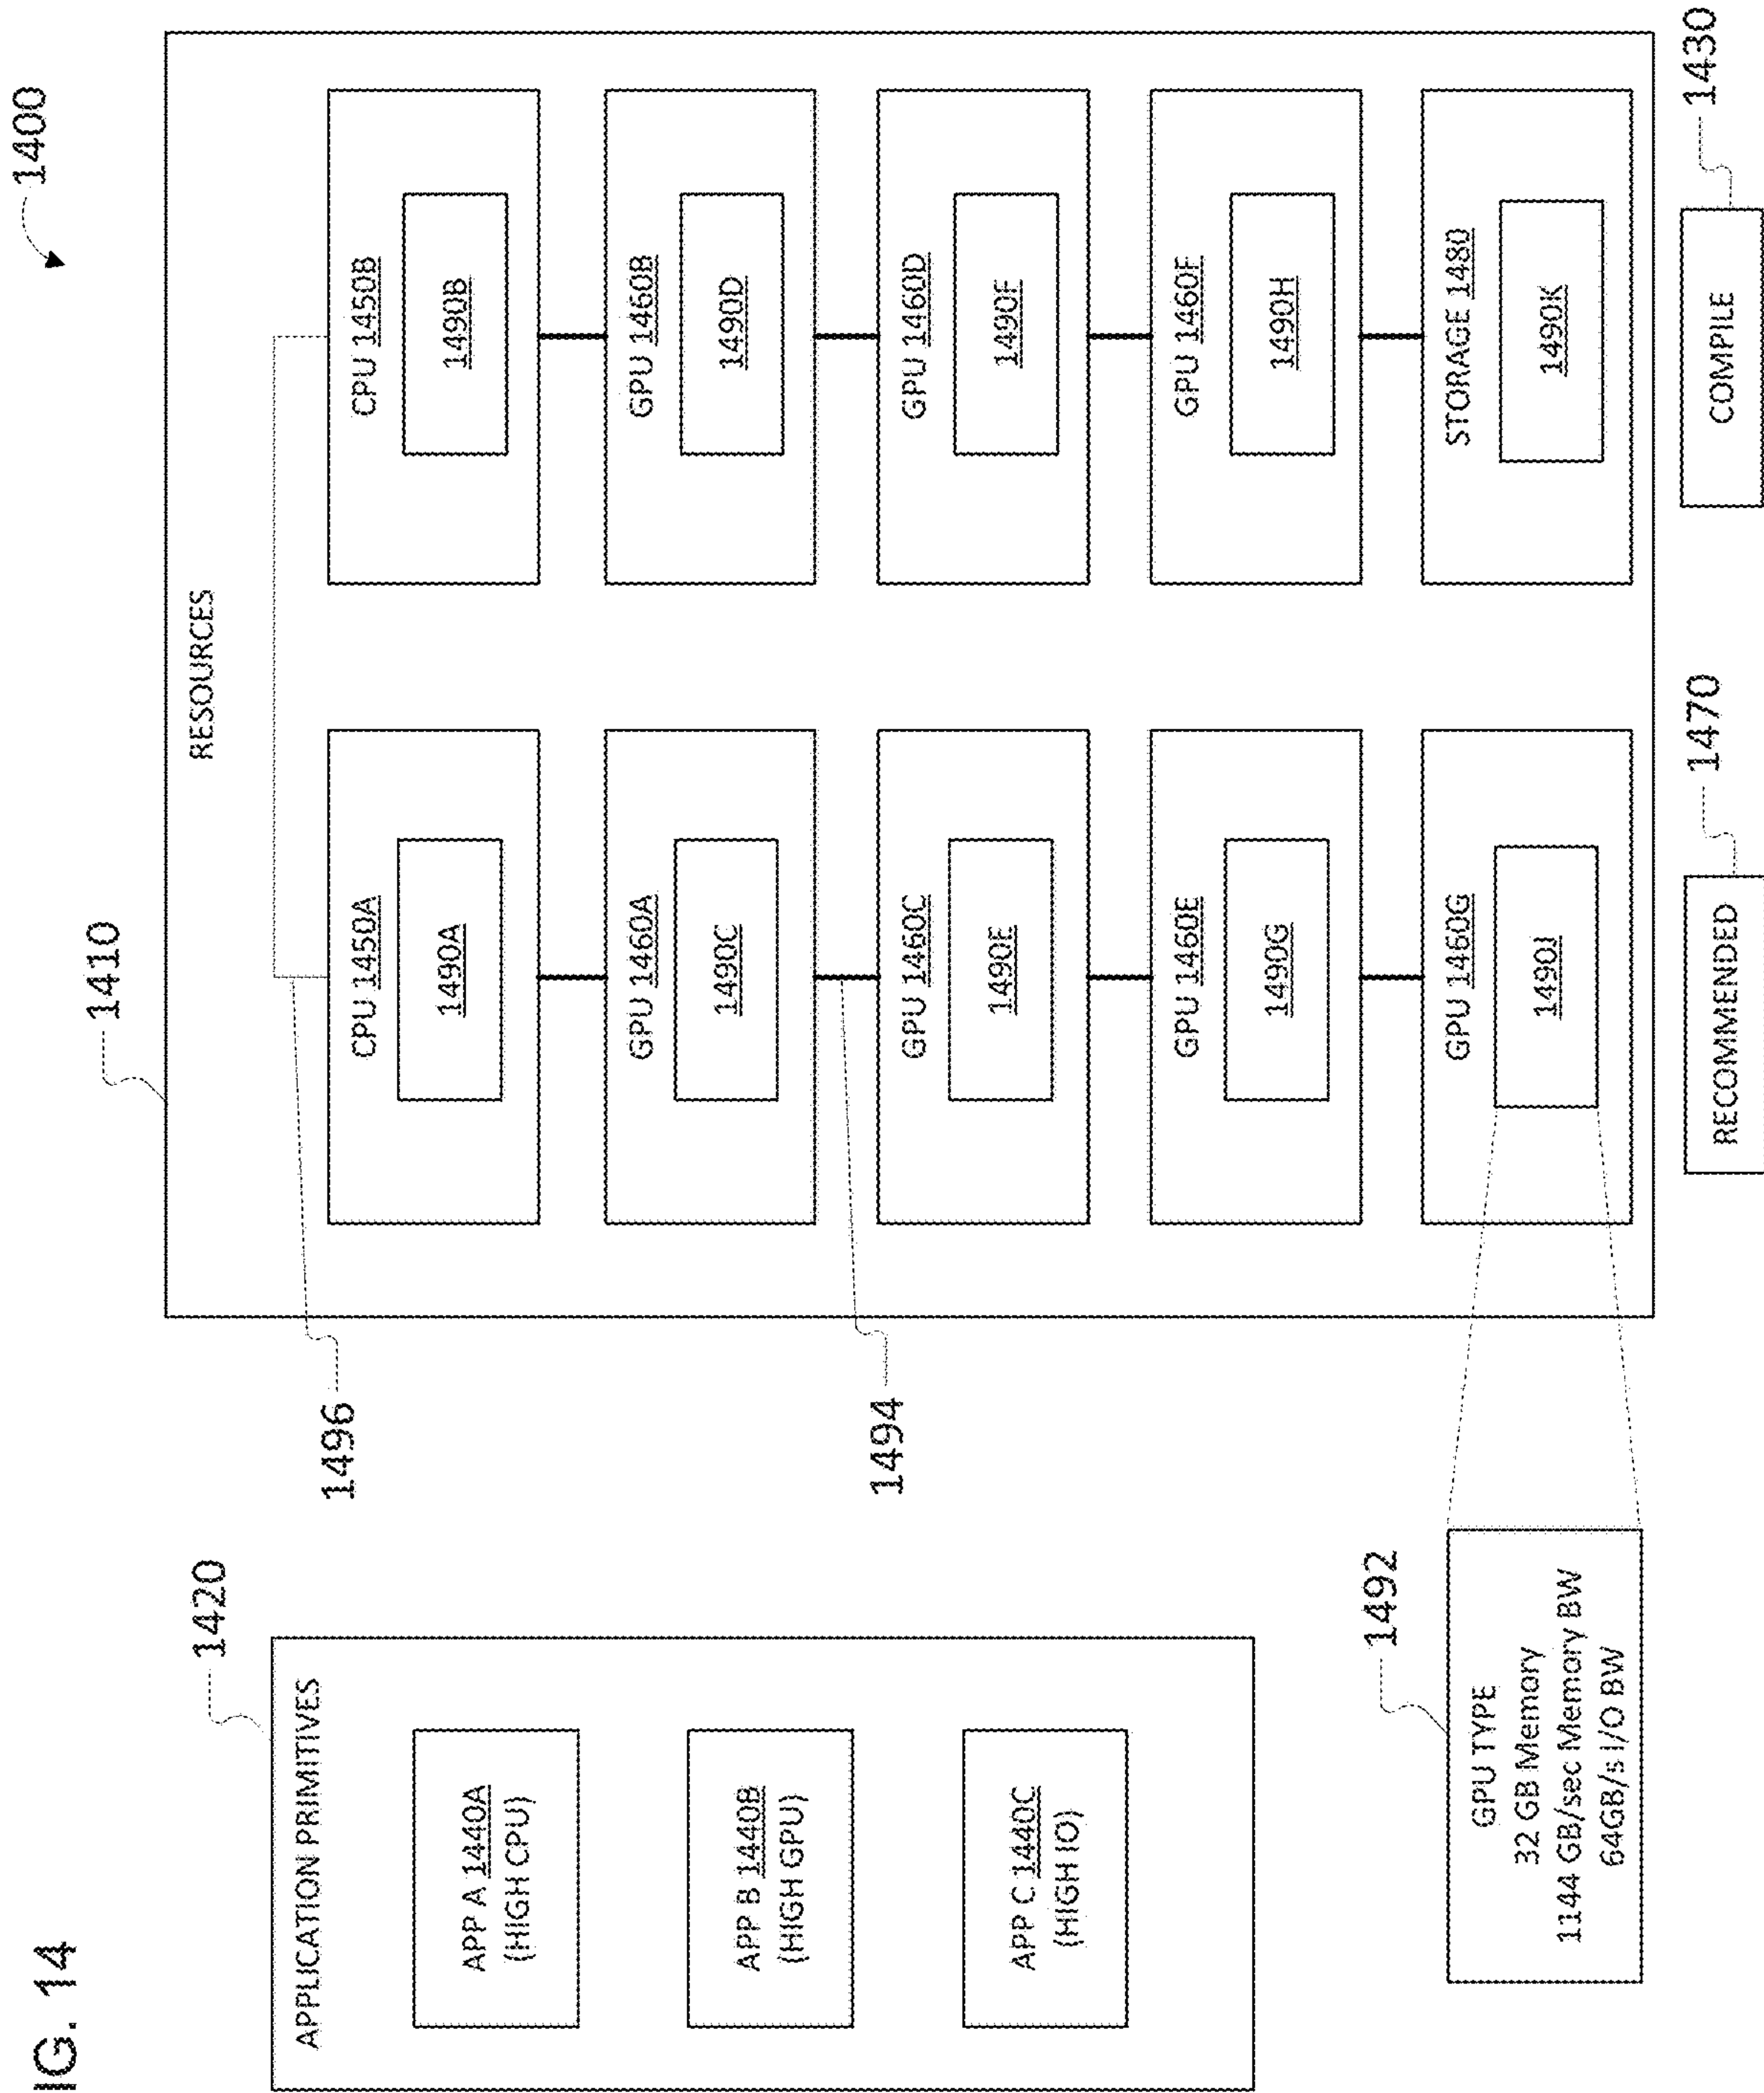 IG. 14
1400
1410
1420
APPLICATION PRIMITIVES
APP A 1440A
(HIGH CPU)
APP B 1440B
(HIGH GPU)
APP C 1440C
(HIGH IO)
1496
1494
1492
GPU TYPE
32 GB Memory
1144 GB/sec Memory BW
64GB/s I/O BW
RESOURCES
CPU 1450A
1490A
CPU 1450B
1490B
GPU 1460A
1490C
GPU 1460B
1490D
GPU 1460C
1490E
GPU 1460D
1490F
GPU 1460E
1490G
GPU 1460F
1490H
GPU 1460G
1490J
STORAGE 1480
1490K
RECOMMENDED
1470
COMPILE
1430